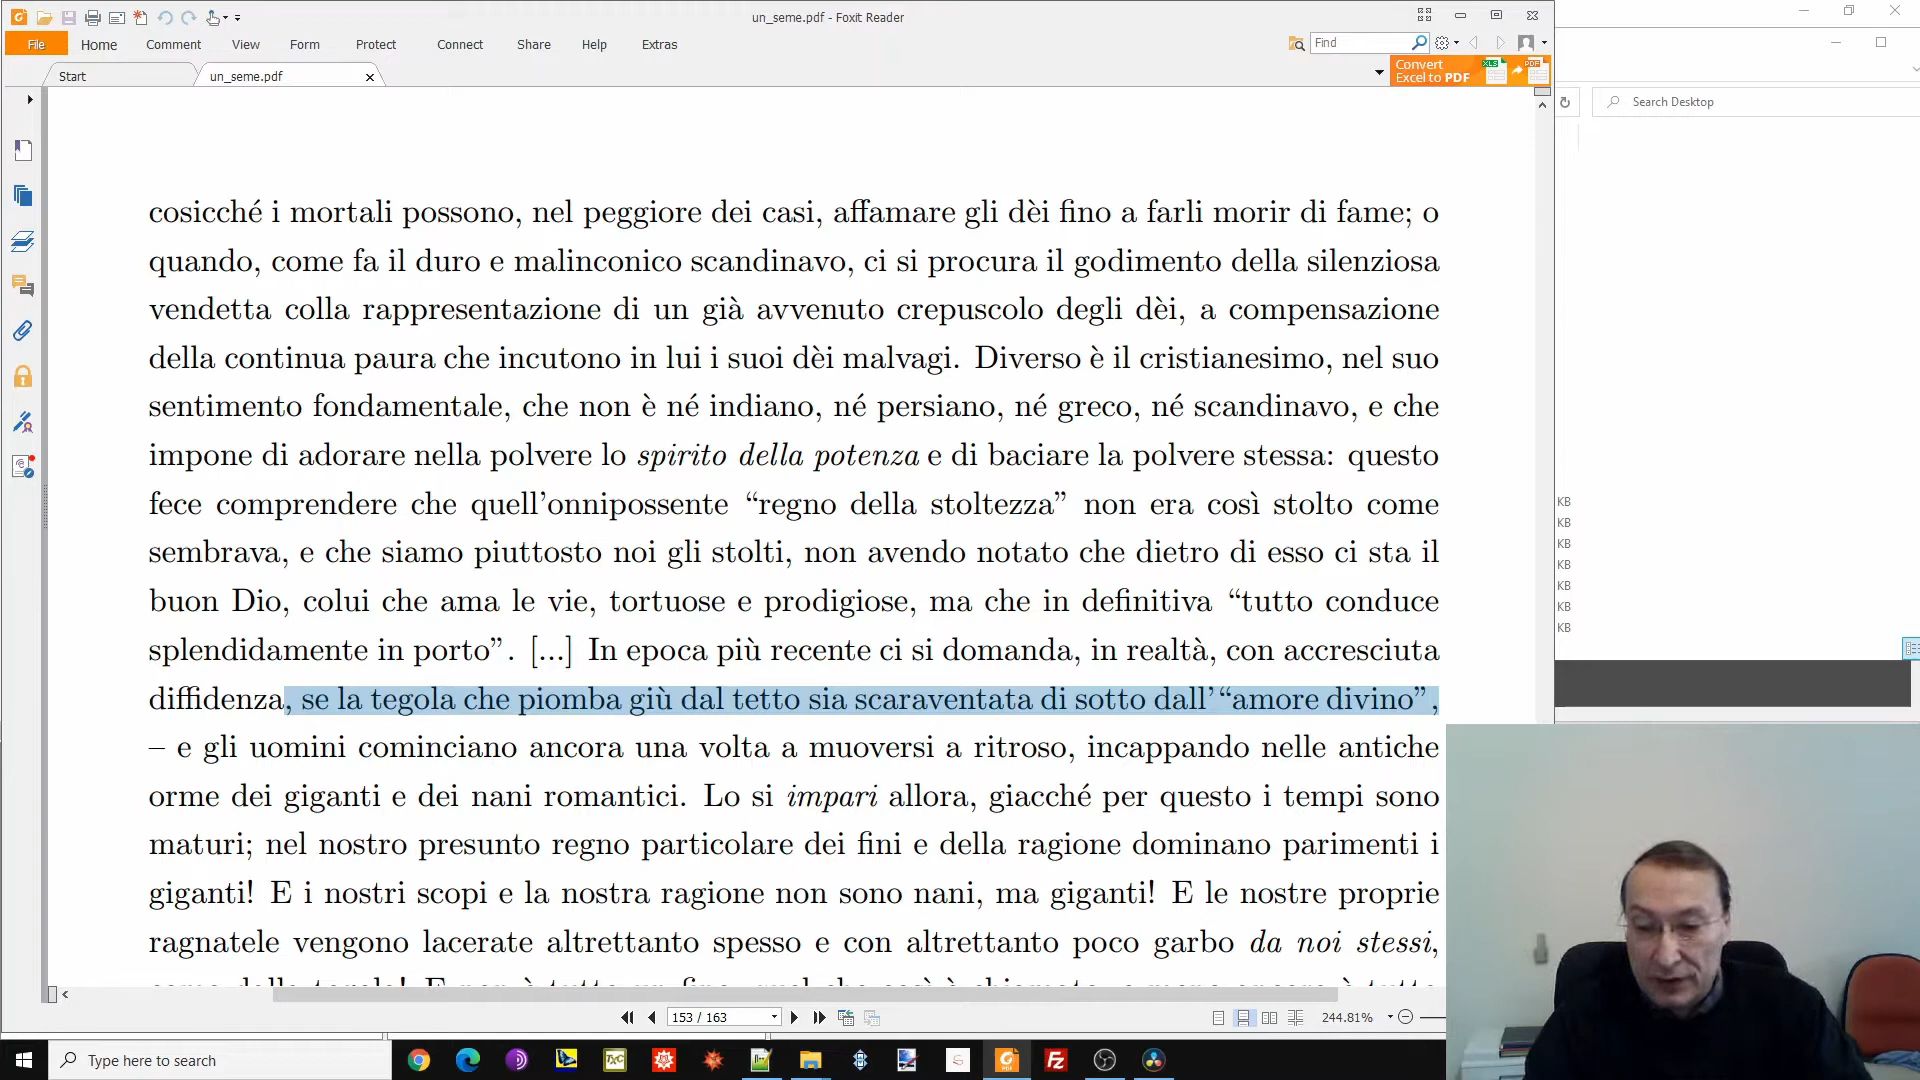 un_seme.pdf - Foxit Reader
File Home Comment View Form Protect Connect Share Help Extras
Find
Start un_seme.pdf
Convert
Excel to PDF
Search Desktop
cosicché i mortali possono, nel peggiore dei casi, affamare gli dèi fino a farli morir di fame; o
quando, come fa il duro e malinconico scandinavo, ci si procura il godimento della silenziosa
vendetta colla rappresentazione di un già avvenuto crepuscolo degli dèi, a compensazione
della continua paura che incutono in lui i suoi dèi malvagi. Diverso è il cristianesimo, nel suo
sentimento fondamentale, che non è né indiano, né persiano, né greco, né scandinavo, e che
impone di adorare nella polvere lo spirito della potenza e di baciare la polvere stessa: questo
fece comprendere che quell’onnipossente “regno della stoltezza” non era così stolto come
sembrava, e che siamo piuttosto noi gli stolti, non avendo notato che dietro di esso ci sta il
buon Dio, colui che ama le vie, tortuose e prodigiose, ma che in definitiva “tutto conduce
splendidamente in porto”. [...] In epoca più recente ci si domanda, in realtà, con accresciuta
diffidenza, se la tegola che piomba giù dal tetto sia scaraventata di sotto dall’“amore divino”,
– e gli uomini cominciano ancora una volta a muoversi a ritroso, incappando nelle antiche
orme dei giganti e dei nani romantici. Lo si impari allora, giacché per questo i tempi sono
maturi; nel nostro presunto regno particolare dei fini e della ragione dominano parimenti i
giganti! E i nostri scopi e la nostra ragione non sono nani, ma giganti! E le nostre proprie
ragnatele vengono lacerate altrettanto spesso e con altrettanto poco garbo da noi stessi,
KB
KB
KB
KB
KB
KB
KB
153 / 163
244.81%
Type here to search